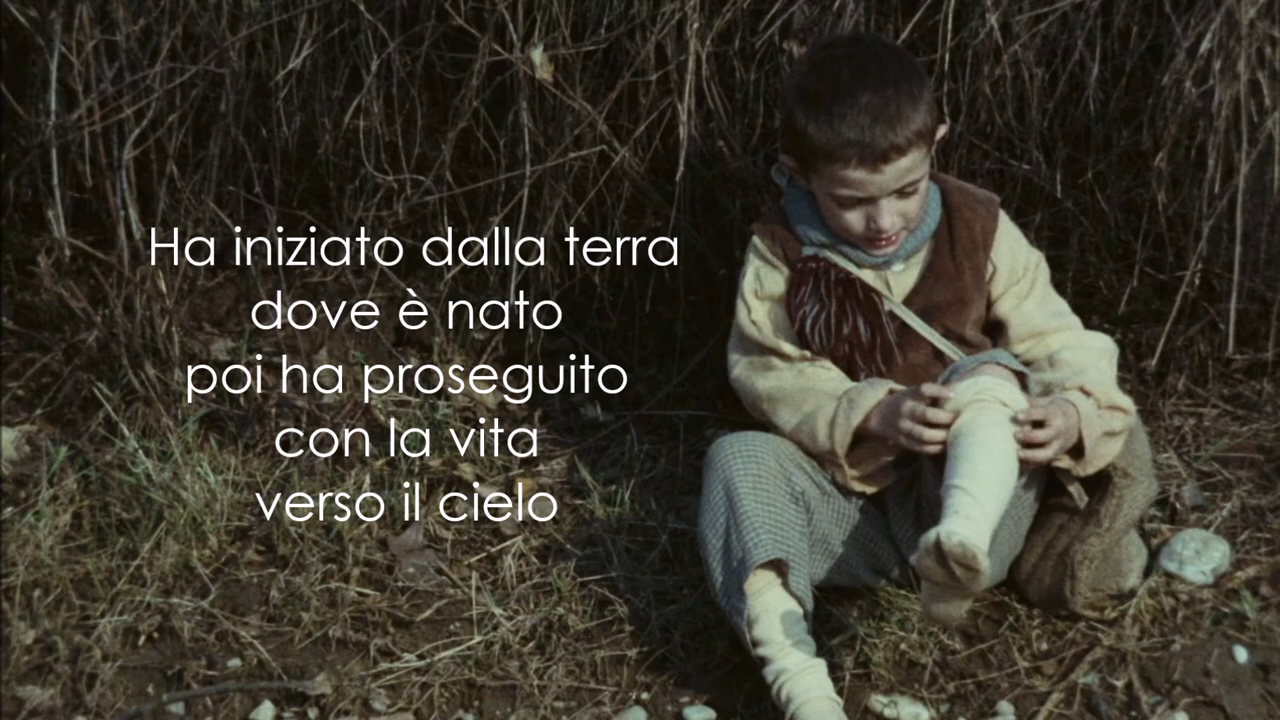 Ha iniziato dalla terra
dove è nato
poi ha proseguito
con la vita
verso il cielo